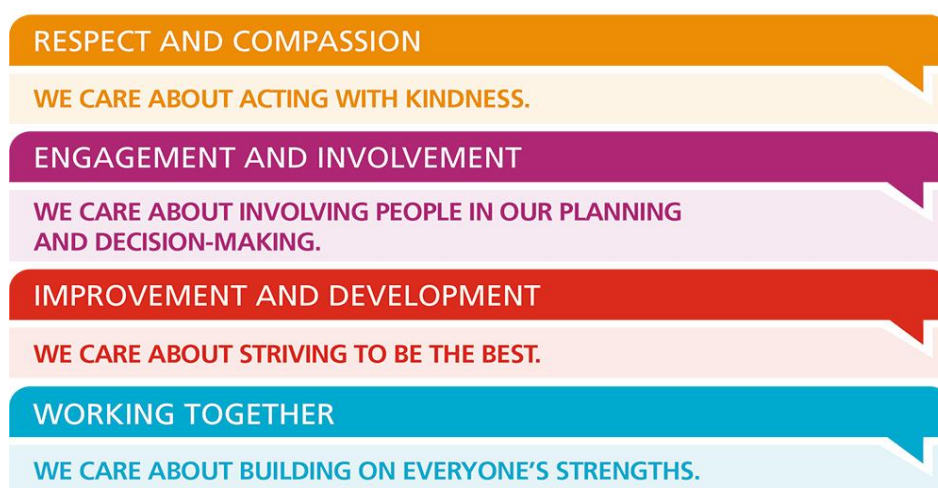 RESPECT AND COMPASSION
WE CARE ABOUT ACTING WITH KINDNESS.
ENGAGEMENT AND INVOLVEMENT
WE CARE ABOUT INVOLVING PEOPLE IN OUR PLANNING
AND DECISION-MAKING.
IMPROVEMENT AND DEVELOPMENT
WE CARE ABOUT STRIVING TO BE THE BEST.
WORKING TOGETHER
WE CARE ABOUT BUILDING ON EVERYONE’S STRENGTHS.